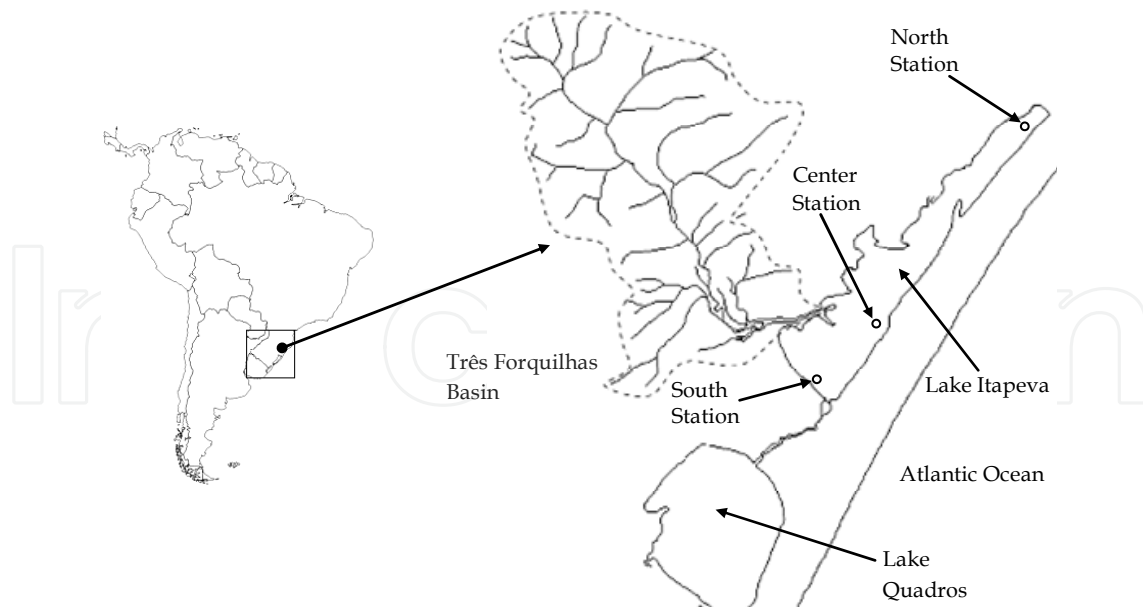 North
Station
Center
Station
Três Forquilhas
Basin
South
Station
Lake Itapeva
Atlantic Ocean
Lake
Quadros